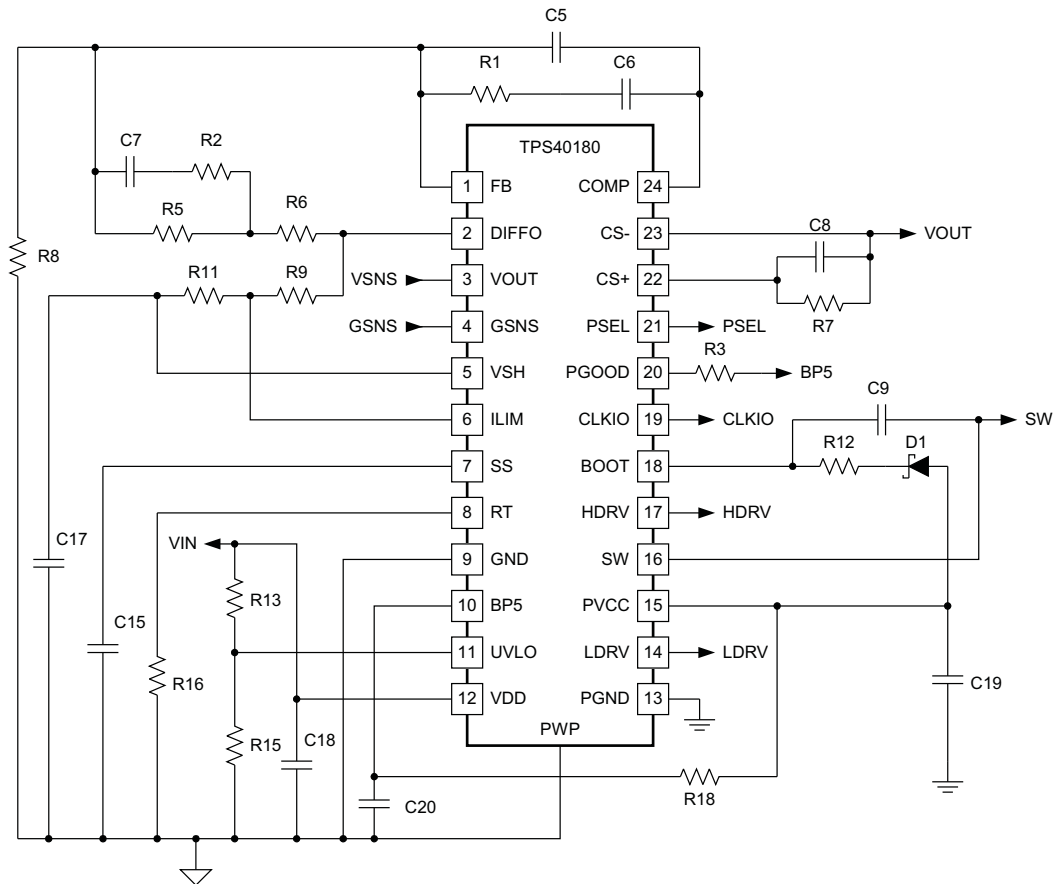 C5
R1
C6
TPS40180
C7
R2
1 FB
COMP 24
R5
R6
C8
2 DIFFO
CS- 23
VOUT
R8
R11
R9
VSNS
3 VOUT
CS+ 22
R7
GSNS
4 GSNS
PSEL 21
PSEL
R3
5 VSH
PGOOD 20
BP5
C9
6 ILIM
CLKIO 19
CLKIO
SW
R12
D1
7 SS
BOOT 18
8 RT
HDRV 17
HDRV
C17
VIN
9 GND
SW 16
R13
10 BP5
PVCC 15
C15
11 UVLO
LDRV 14
LDRV
R16
C19
12 VDD
PGND 13
PWP
R15
C18
R18
C20